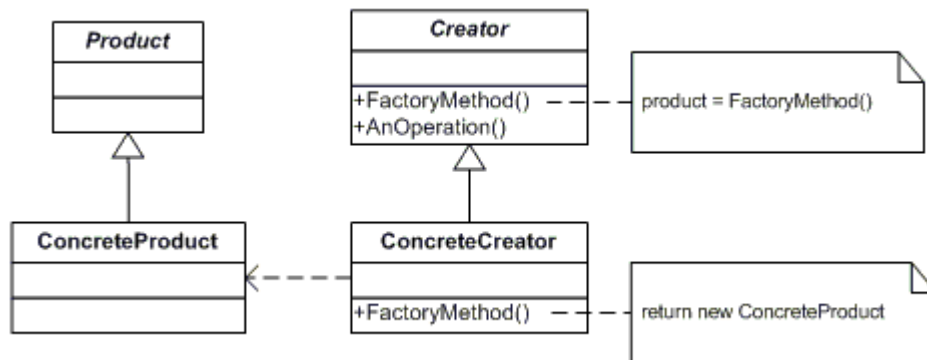 Product
Creator
+FactoryMethod()
+AnOperation()
product = FactoryMethod()
ConcreteProduct
ConcreteCreator
+FactoryMethod()
return new ConcreteProduct